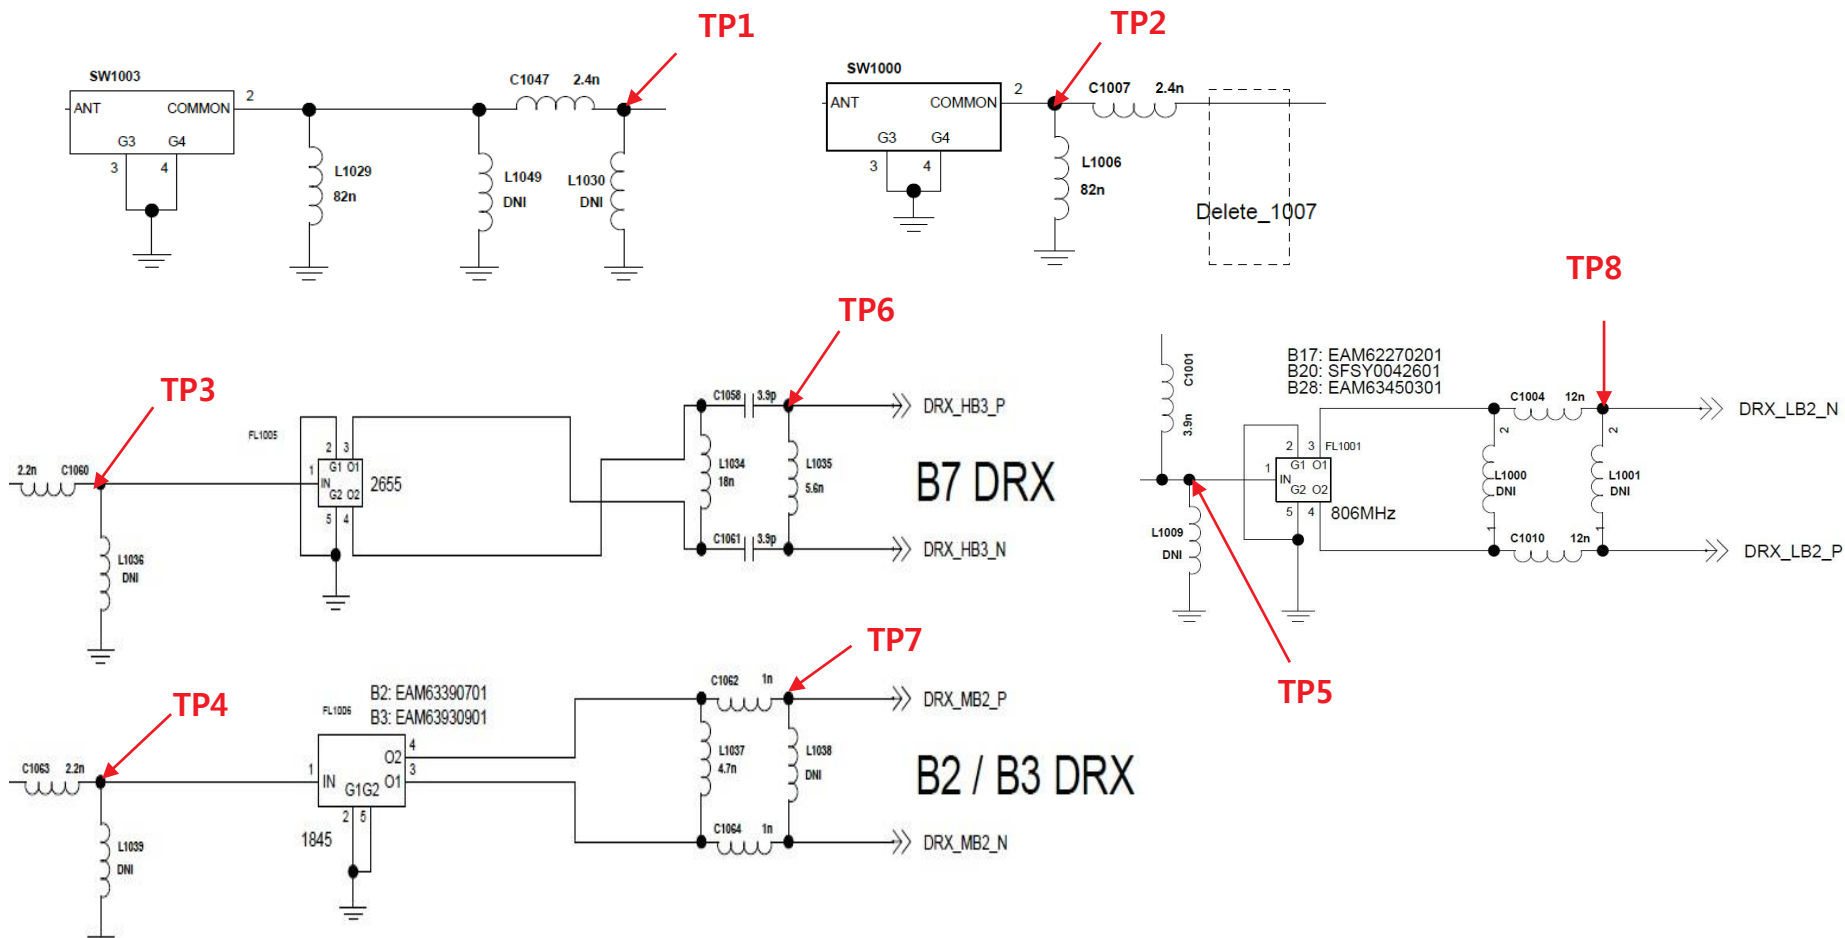 TP1
SW1003
ANT
COMMON
2
G3
G4
3
4
C1047 2.4n
L1029
82n
L1049
DNI
L1030
DNI
TP2
SW1000
ANT
COMMON
2
G3
G4
3
4
C1007 2.4n
L1006
82n
Delete_1007
TP3
2.2n C1060
L1036
DNI
FL1005
1
2 3
G1 O1
IN
G2 O2
5 4
2655
TP6
C1058 3.9p
L1034
18n
L1035
5.6n
C1061 3.9p
DRX_HB3_P
B7 DRX
DRX_HB3_N
TP8
C1001
3.9n
B17: EAM62270201
B20: SFSY0042601
B28: EAM63450301
FL1001
1
2 3
G1 O1
IN
G2 O2
5 4
806MHz
L1009
DNI
TP5
C1004 12n
2
2
L1000
DNI
L1001
DNI
1
1
C1010 12n
DRX_LB2_N
DRX_LB2_P
TP4
C1063 2.2n
L1039
DNI
FL1006
B2: EAM63390701
B3: EAM63930901
1
IN
O2
4
O1
3
G1G2
2 5
1845
TP7
C1062 1n
L1037
4.7n
L1038
DNI
C1064 1n
DRX_MB2_P
B2 / B3 DRX
DRX_MB2_N